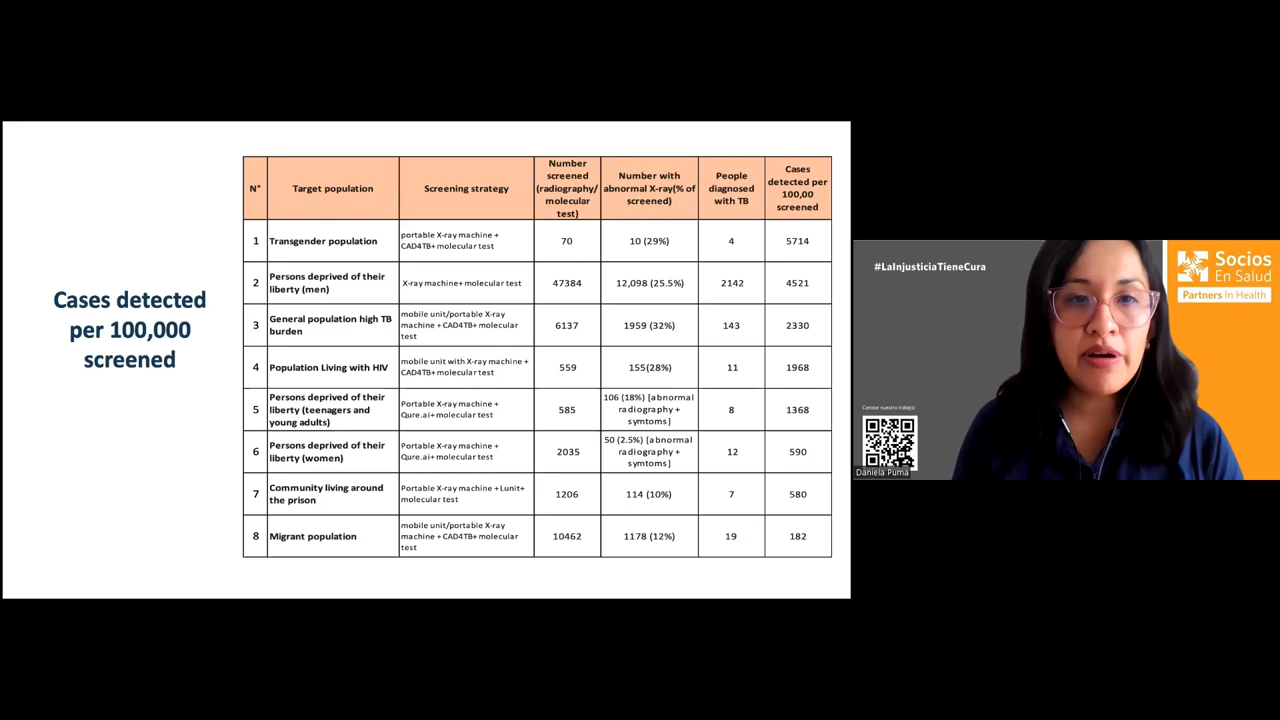 Cases detected
per 100,000
screened
N°
Target population
Screening strategy
Number
screened
(radiography/
molecular
test)
Number with
abnormal X-ray(% of
screened)
People
diagnosed
with TB
Cases
detected per
100,00
screened
1
Transgender population
portable X-ray machine +
CAD4TB+ molecular test
70
10 (29%)
4
5714
2
Persons deprived of their
liberty (men)
X-ray machine+ molecular test
47384
12,098 (25.5%)
2142
4521
3
General population high TB
burden
mobile unit/portable X-ray
machine + CAD4TB+ molecular
test
6137
1959 (32%)
143
2330
4
Population Living with HIV
mobile unit with X-ray machine +
CAD4TB+ molecular test
559
155(28%)
11
1968
5
Persons deprived of their
liberty (teenagers and
young adults)
Portable X-ray machine +
Qure.ai+ molecular test
585
106 (18%) [abnormal
radiography +
symtoms]
8
1368
6
Persons deprived of their
liberty (women)
Portable X-ray machine +
Qure.ai+ molecular test
2035
50 (2.5%) [abnormal
radiography +
symtoms]
12
590
7
Community living around
the prison
Portable X-ray machine +Lunit+
molecular test
1206
114 (10%)
7
580
8
Migrant population
mobile unit/portable X-ray
machine + CAD4TB+ molecular
test
10462
1178 (12%)
19
182
#LaInjusticiaTieneCura
Socios
En Salud
Partners In Health
Conoce nuestro trabajo
Daniela Puma